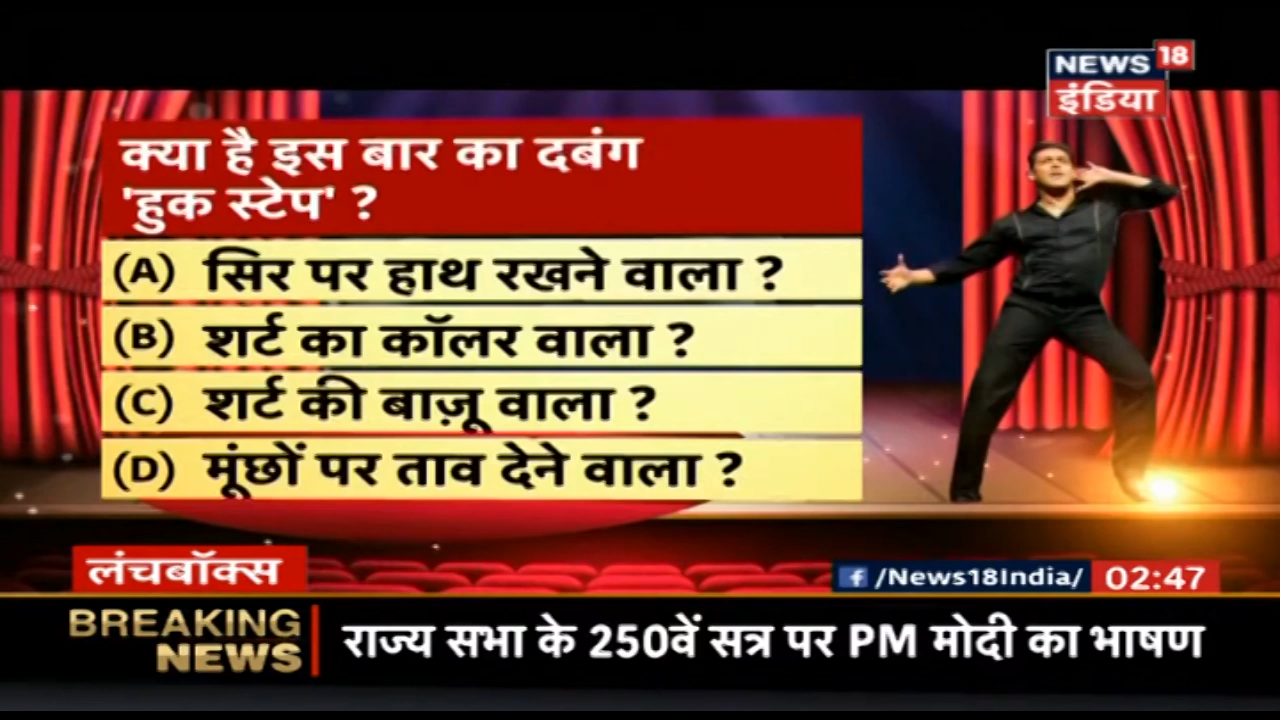 NEWS 18
इंडिया
क्या है इस बार का दबंग
'हुक स्टेप' ?
(A) सिर पर हाथ रखने वाला ?
(B) शर्ट का कॉलर वाला ?
(C) शर्ट की बाज़ू वाला ?
(D) मूंछों पर ताव देने वाला ?
लंचबॉक्स
f /News18India/ 02:47
BREAKING
NEWS
राज्य सभा के 250वें सत्र पर PM मोदी का भाषण